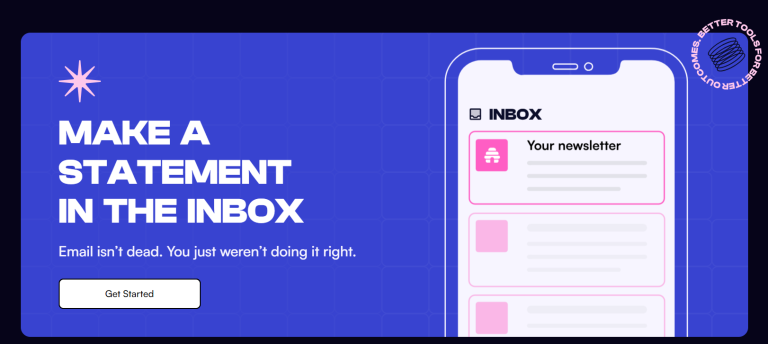 BETTER TOOLS FOR BETTER OUTCOMES.
MAKE A
STATEMENT
IN THE INBOX
Email isn’t dead. You just weren’t doing it right.
Get Started
INBOX
Your newsletter